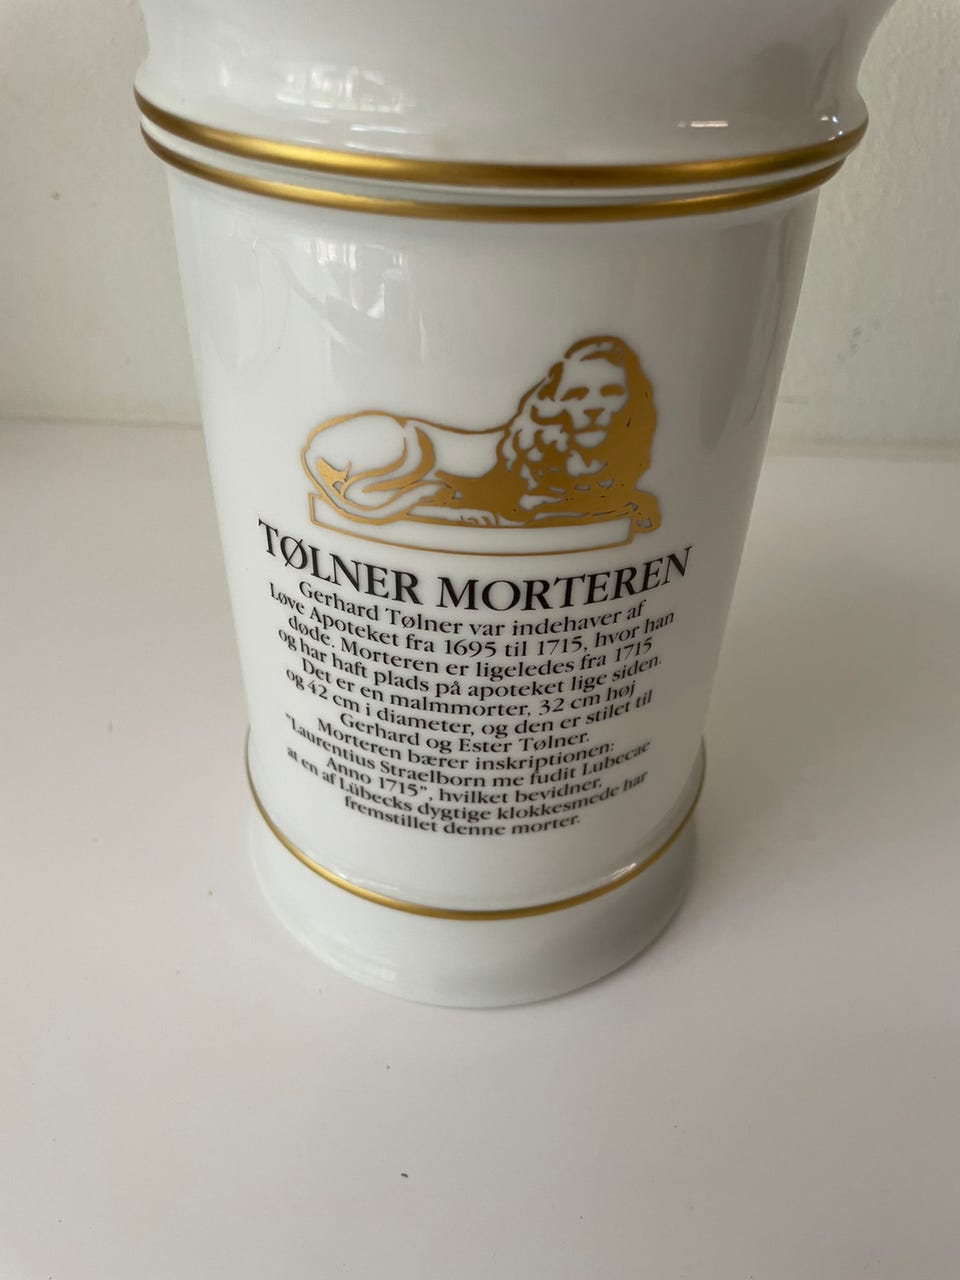 TØLNER MORTEREN
Gerhard Tølner var indehaver af
Løve Apoteket fra 1695 til 1715, hvor han
døde. Morteren er ligeledes fra 1715
og har haft plads på apoteket lige siden.
Det er en malmmorter, 32 cm høj
og 42 cm i diameter, og den er stilet til
Gerhard og Ester Tølner.
Morteren bærer inskriptionen:
"Laurentius Straelborn me fudit Lubecae
Anno 1715", hvilket bevidner,
at en af Lübecks dygtige klokkesmede har
fremstillet denne morter.